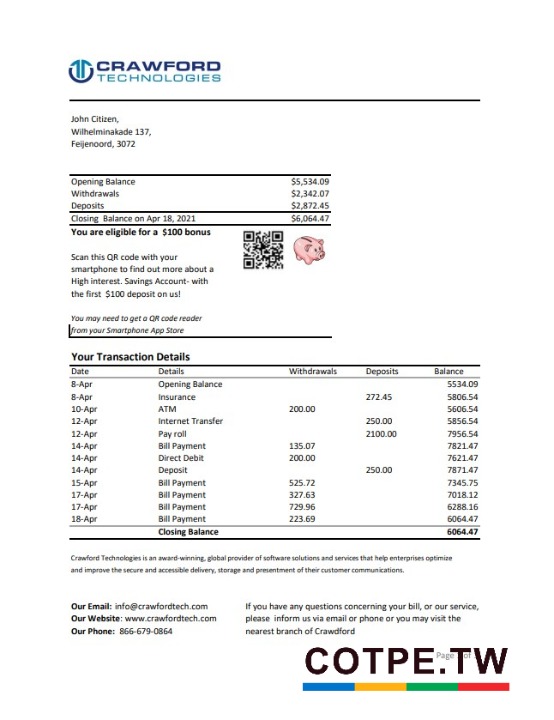 CRAWFORD
TECHNOLOGIES
John Citizen,
Wilhelminakade 137,
Feijenoord, 3072
Opening Balance $5,534.09
Withdrawals $2,342.07
Deposits $2,872.45
Closing Balance on Apr 18, 2021 $6,064.47
You are eligible for a $100 bonus
Scan this QR code with your
smartphone to find out more about a
High interest. Savings Account- with
the first $100 deposit on us!
You may need to get a QR code reader
from your Smartphone App Store
Your Transaction Details
Date Details Withdrawals Deposits Balance
8-Apr Opening Balance 5534.09
8-Apr Insurance 272.45 5806.54
10-Apr ATM 200.00 5606.54
12-Apr Internet Transfer 250.00 5856.54
12-Apr Pay roll 2100.00 7956.54
14-Apr Bill Payment 135.07 7821.47
14-Apr Direct Debit 200.00 7621.47
14-Apr Deposit 250.00 7871.47
15-Apr Bill Payment 525.72 7345.75
17-Apr Bill Payment 327.63 7018.12
17-Apr Bill Payment 729.96 6288.16
18-Apr Bill Payment 223.69 6064.47
Closing Balance 6064.47
Crawford Technologies is an award-winning, global provider of software solutions and services that help enterprises optimize
and improve the secure and accessible delivery, storage and presentment of their customer communications.
Our Email: info@crawfordtech.com
Our Website: www.crawfordtech.com
Our Phone: 866-679-0864
If you have any questions concerning your bill, or our service,
please inform us via email or phone or you may visit the
nearest branch of Crawdford
Page
COTPE.TW